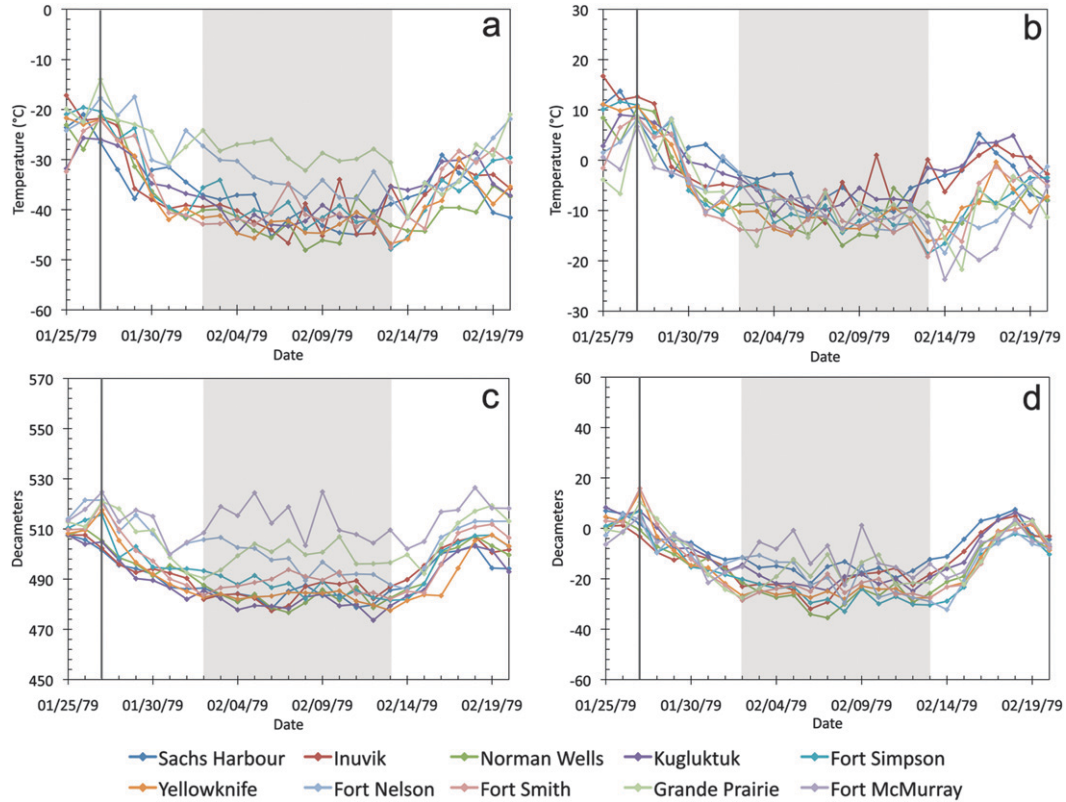 a
0
-10
-20
-30
-40
-50
-60
Temperature (°C)
01/25/79 01/30/79 02/04/79 02/09/79 02/14/79 02/19/79
Date
b
30
20
10
0
-10
-20
-30
Temperature (°C)
01/25/79 01/30/79 02/04/79 02/09/79 02/14/79 02/19/79
Date
c
570
550
530
510
490
470
450
Decameters
01/25/79 01/30/79 02/04/79 02/09/79 02/14/79 02/19/79
Date
d
60
40
20
0
-20
-40
-60
Decameters
01/25/79 01/30/79 02/04/79 02/09/79 02/14/79 02/19/79
Date
Sachs Harbour Inuvik Norman Wells Kugluktuk Fort Simpson
Yellowknife Fort Nelson Fort Smith Grande Prairie Fort McMurray